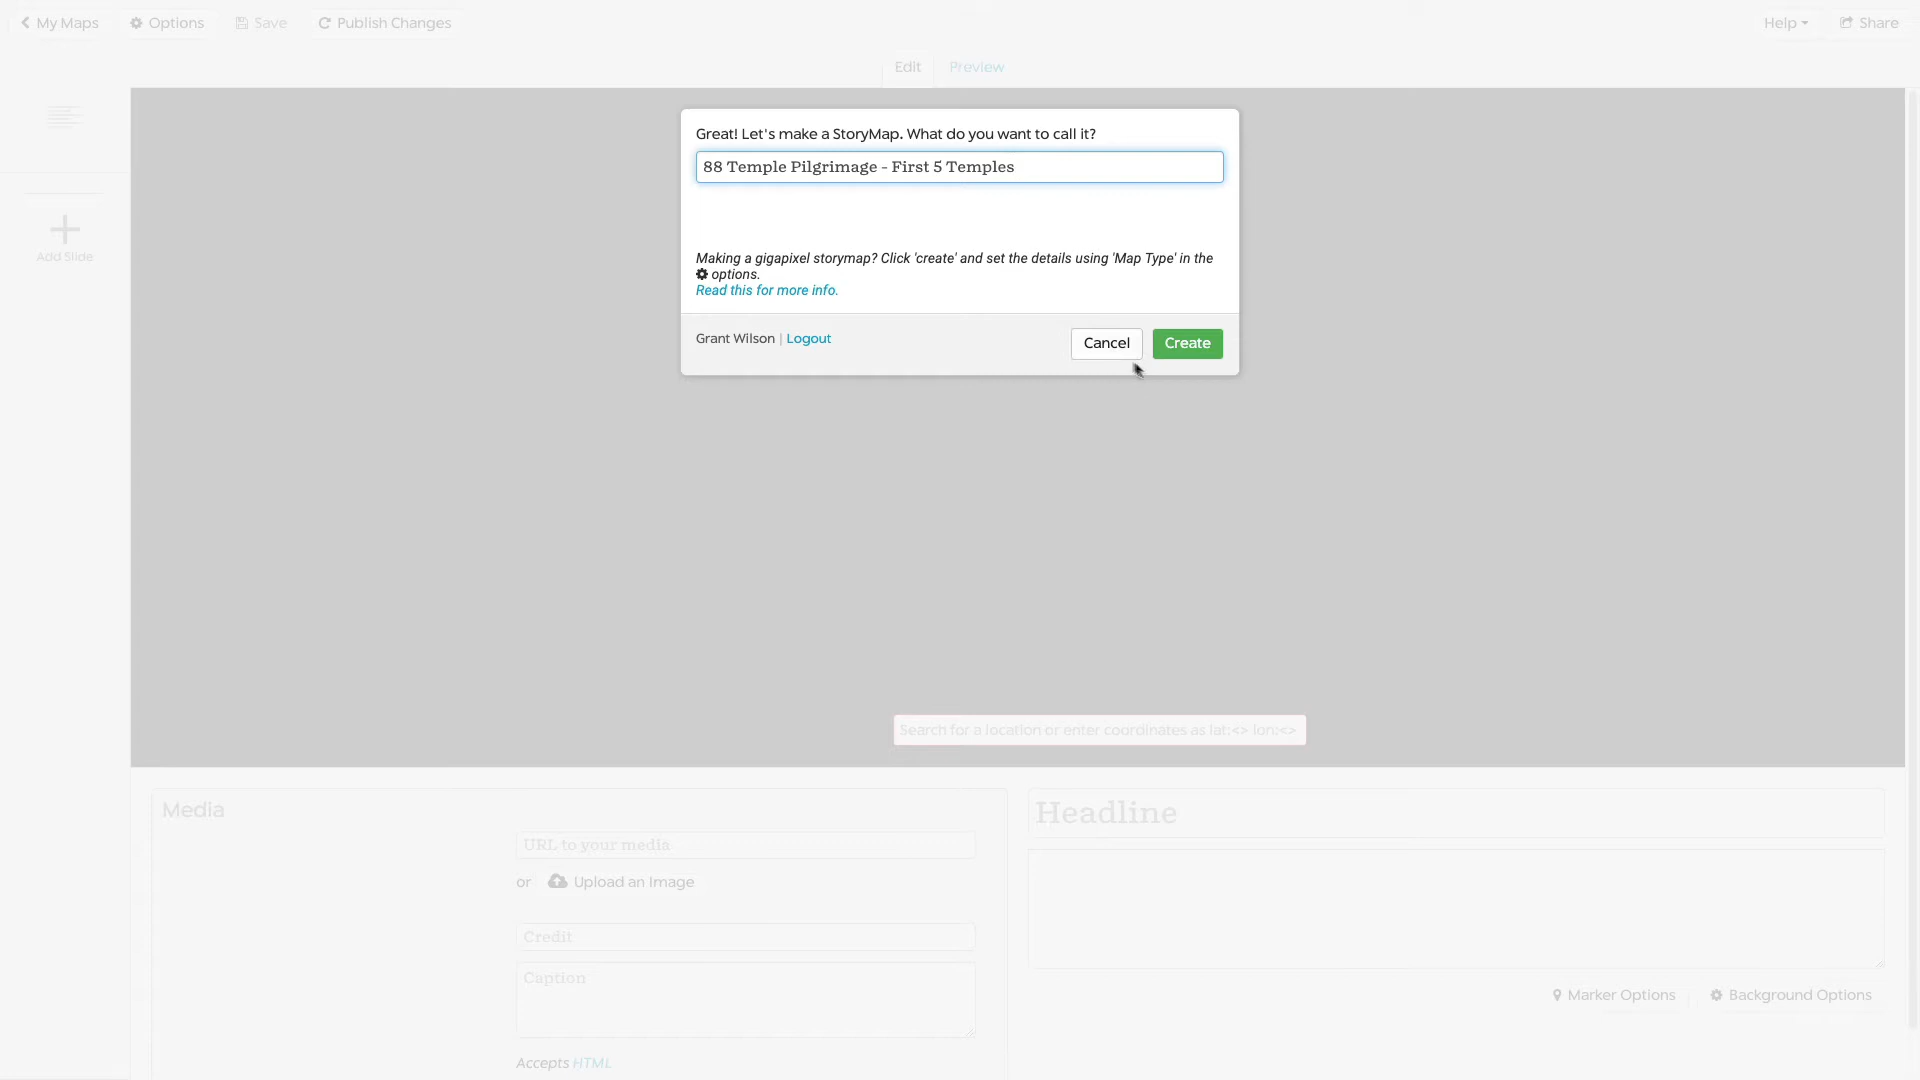 My Maps
Options
Save
Publish Changes
Help
Share
Edit
Preview
Great! Let's make a StoryMap. What do you want to call it?
88 Temple Pilgrimage - First 5 Temples
Add Slide
Making a gigapixel storymap? Click 'create' and set the details using 'Map Type' in the
options.
Read this for more info.
Grant Wilson | Logout
Cancel
Create
Search for a location or enter coordinates as lat:<> lon:<>
Media
Headline
URL to your media
or
Upload an Image
Credit
Caption
Marker Options
Background Options
Accepts HTML